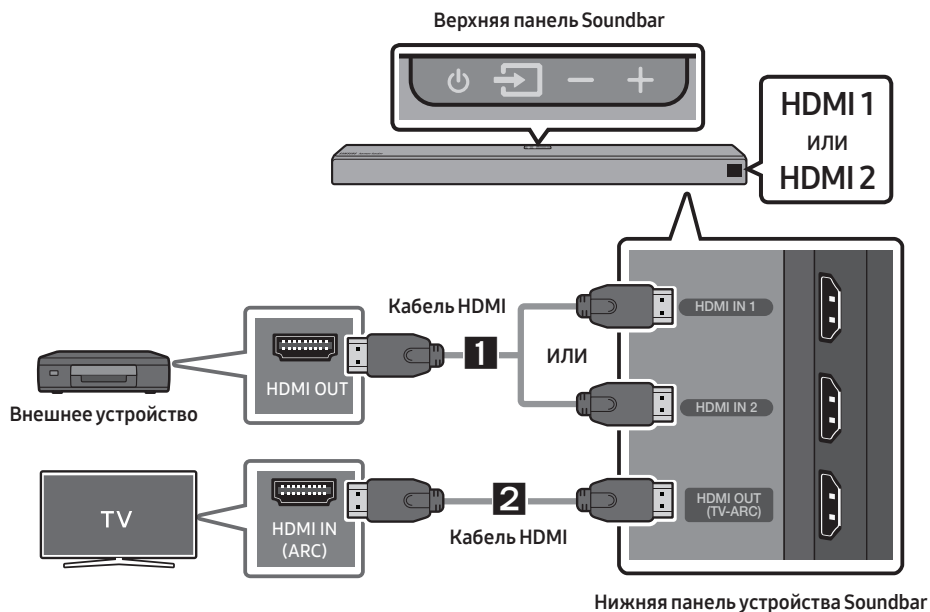 Верхняя панель Soundbar
HDMI 1
или
HDMI 2
Кабель HDMI
HDMI IN 1
1
или
HDMI OUT
Внешнее устройство
HDMI IN 2
TV
HDMI IN
(ARC)
2
Кабель HDMI
HDMI OUT
(TV-ARC)
Нижняя панель устройства Soundbar